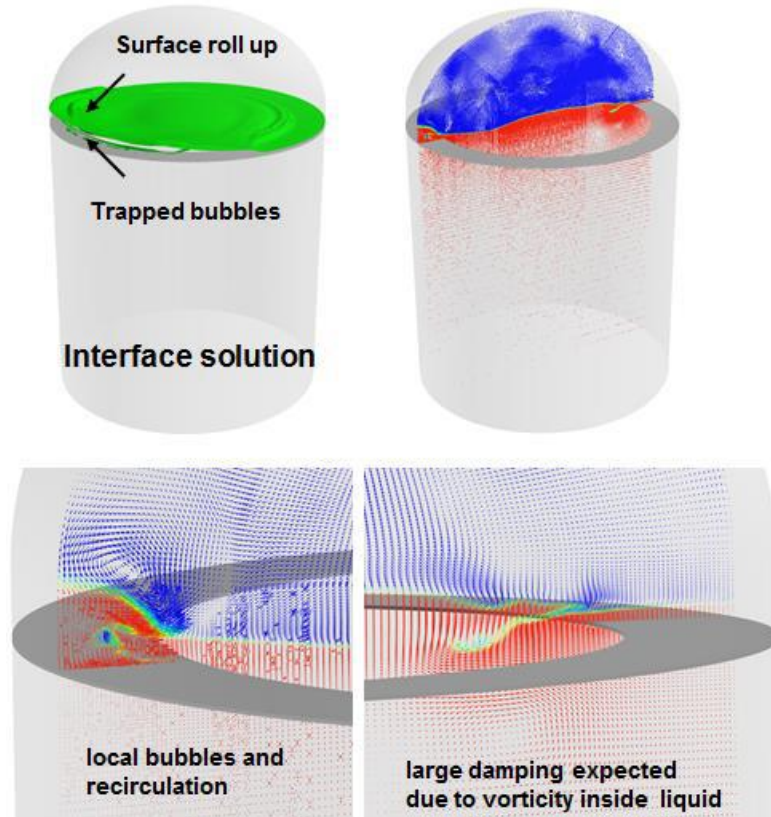 Surface roll up
Trapped bubbles
Interface solution
local bubbles and
recirculation
large damping expected
due to vorticity inside liquid